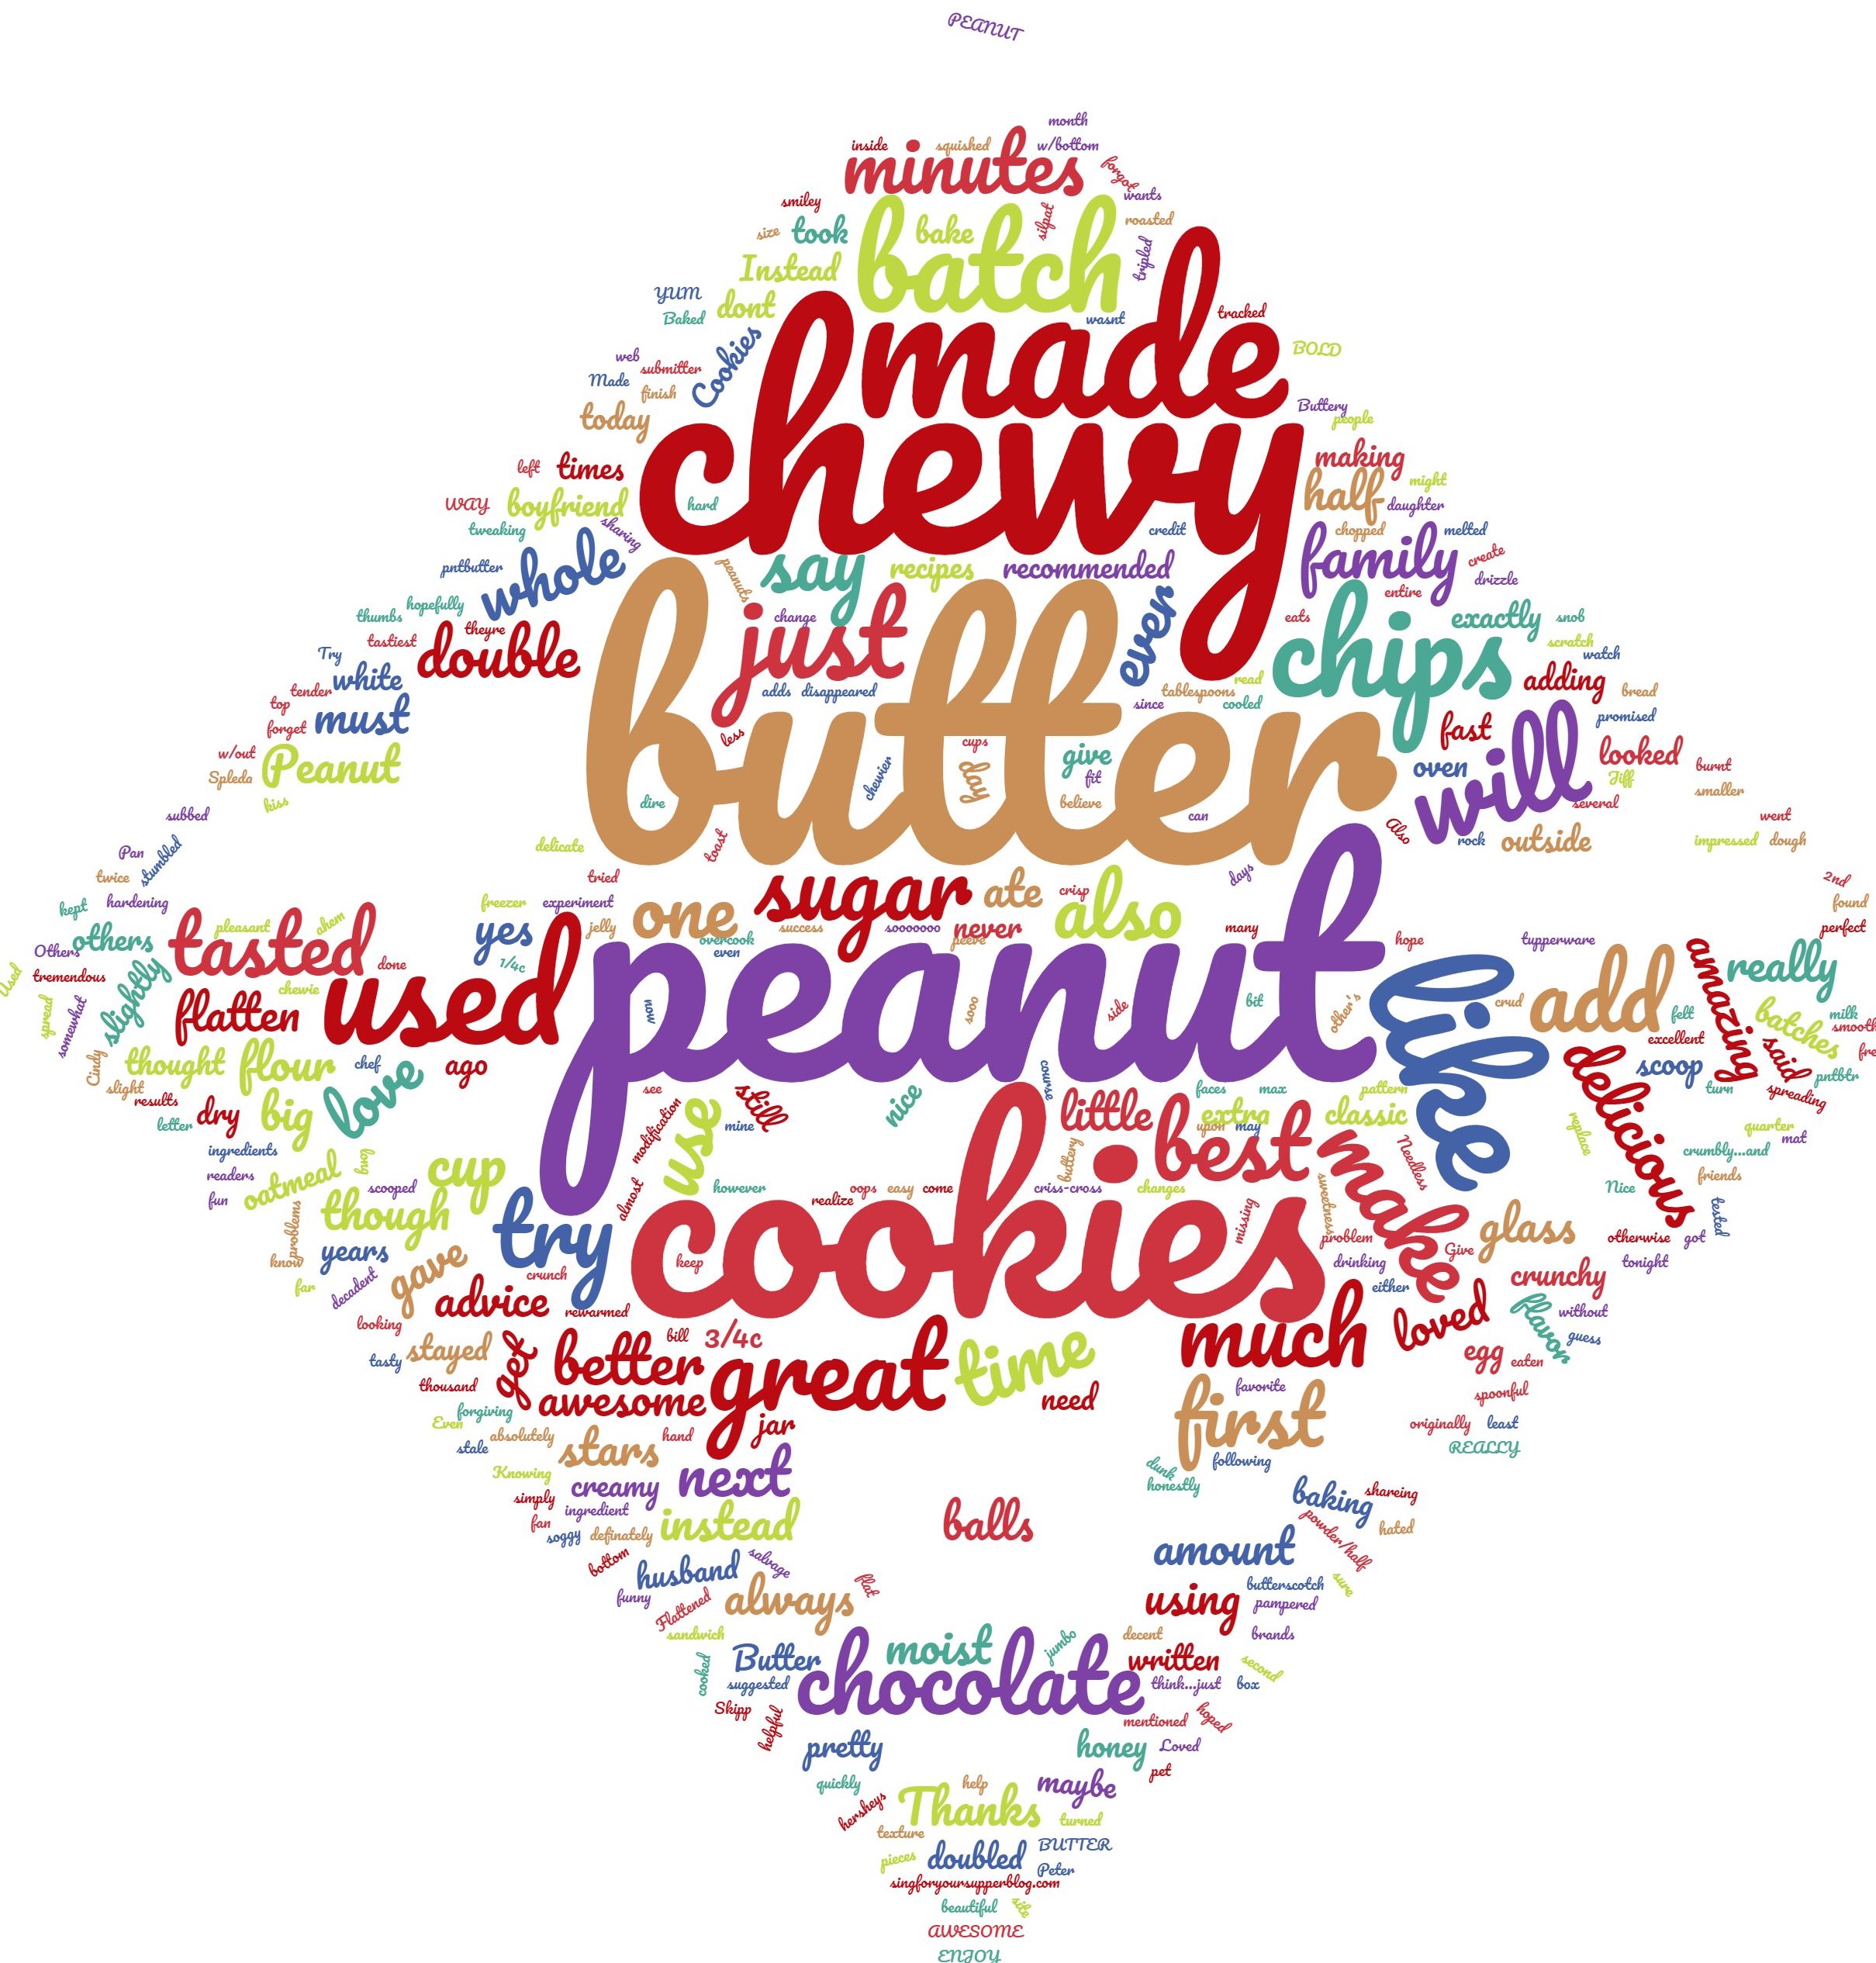 PEANUT
month
inside squished w/bottom
minutes forgot
smiley wants
size took bake silpat roasted
batch
Instead tripled
YUM dont
Baked wasnt tracked
Cookies made BOLD
web submitter
Made finish
today Buttery people
chewy
left times making
might
WAY boyfriend hard half daughter
tweaking sharing credit chopped melted
pntbutter whole say recipes recommended family create
peanuts drizzle
thumbs hopefully change entire
eats chips exactly snob
tastiest theyre just ever scratch
Try double watch
tender white adds disappeared read adding bread
tablespoons
top must since cooled
forget butter promised
less fast
w/out Peanut cups give will looked
Spleda chewier day fit oven Jiff burnt
kiss dire believe several smaller
subbed can went
Also rock outside impressed dough
Pan stumbled delicate toast
twice tried days 2nd
kept hardening freezer experiment sugar ate crisp found
one also
others pleasant ahem yes jelly success sooooooo never many perfect
Others tasted overcook peeve hope tupperware
Used tremendous done 1/4c even amazing really
slightly chewie peanut like
spread somewhat flatten used now sooo side bit other's crud add felt batches milk
smooth
excellent
Cindy thought flour chef ago course scoop said fre
slight love see faces max pattern delicious turn pntbtr
results spreading
letter dry big modification use still nice little extra classic
mine upon may replace quarter mat
ingredients best Needless crumbly...and
readers oatmeal long cup buttery make friends
fun scooped almost however oops easy come criss-cross changes Nice
problems though realize sweetness tested
try cookies missing problem glass otherwise got
know years keep drinking Give tonight
far decadent gave crunch either crunchy
advice rewarmed flavor without
looking bill 3/4c much loved guess
stayed get better great time egg eaten
tasty
thousand awesome need favorite spoonful
forgiving first
Even jar originally least
absolutely hand
stale stars REALLY
Knowing next dunk following
creamy honestly
simply baking shareing
ingredient
fan instead balls powder/half hated
soggy definately
bottom husband salvage amount
funny flat butterscotch sure
Flattened always using pampered
sandwich moist jumbo decent brands
cooked Butter written second
suggested chocolate think...just box
Skipp
helpful mentioned hoped
pretty honey Loved
pet
quickly help maybe
hersheys Thanks turned
texture
pieces doubled BUTTER
Peter
singforyoursupperblog.com
beautiful site
AWESOME
ENJOY